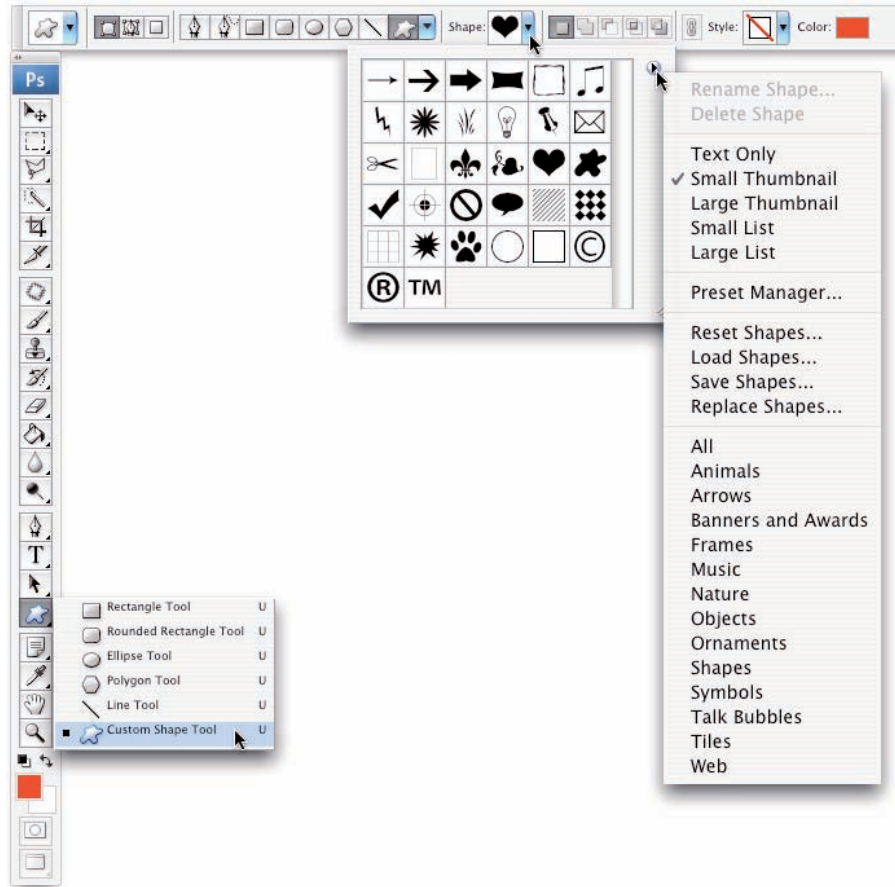 Shape:
Style:
Color:
Ps
Rename Shape...
Delete Shape
Text Only
Small Thumbnail
Large Thumbnail
Small List
Large List
Preset Manager...
Reset Shapes...
Load Shapes...
Save Shapes...
Replace Shapes...
All
Animals
Arrows
Banners and Awards
Frames
Music
Nature
Objects
Ornaments
Shapes
Symbols
Talk Bubbles
Tiles
Web
© 
® TM
T
Rectangle Tool U
Rounded Rectangle Tool U
Ellipse Tool U
Polygon Tool U
Line Tool U
Custom Shape Tool U